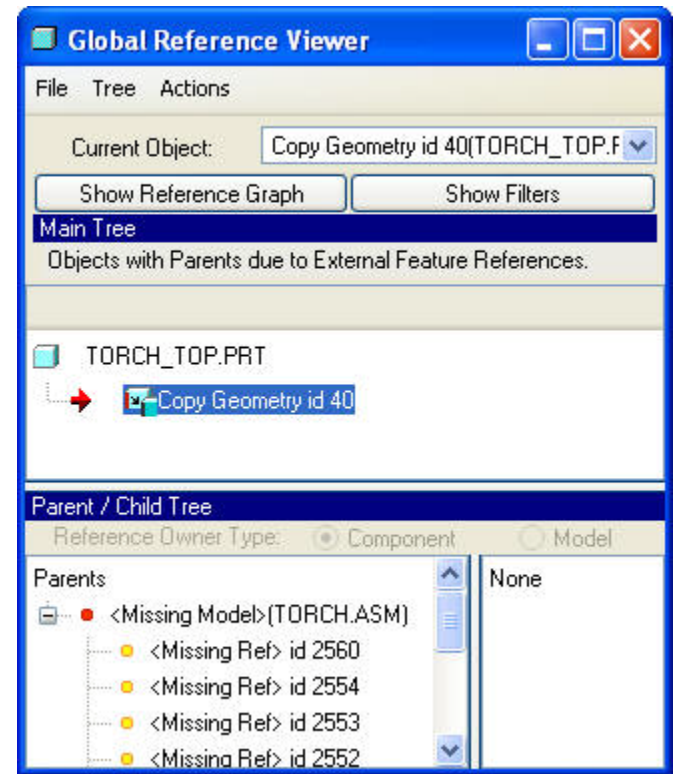 Global Reference Viewer
File Tree Actions
Current Object: Copy Geometry id 40(TORCH_TOP.F
Show Reference Graph Show Filters
Main Tree
Objects with Parents due to External Feature References.
TORCH_TOP.PRT
Copy Geometry id 40
Parent / Child Tree
Reference Owner Type: Component Model
Parents None
<Missing Model>(TORCH.ASM)
<Missing Ref> id 2560
<Missing Ref> id 2554
<Missing Ref> id 2553
<Missing Ref> id 2552